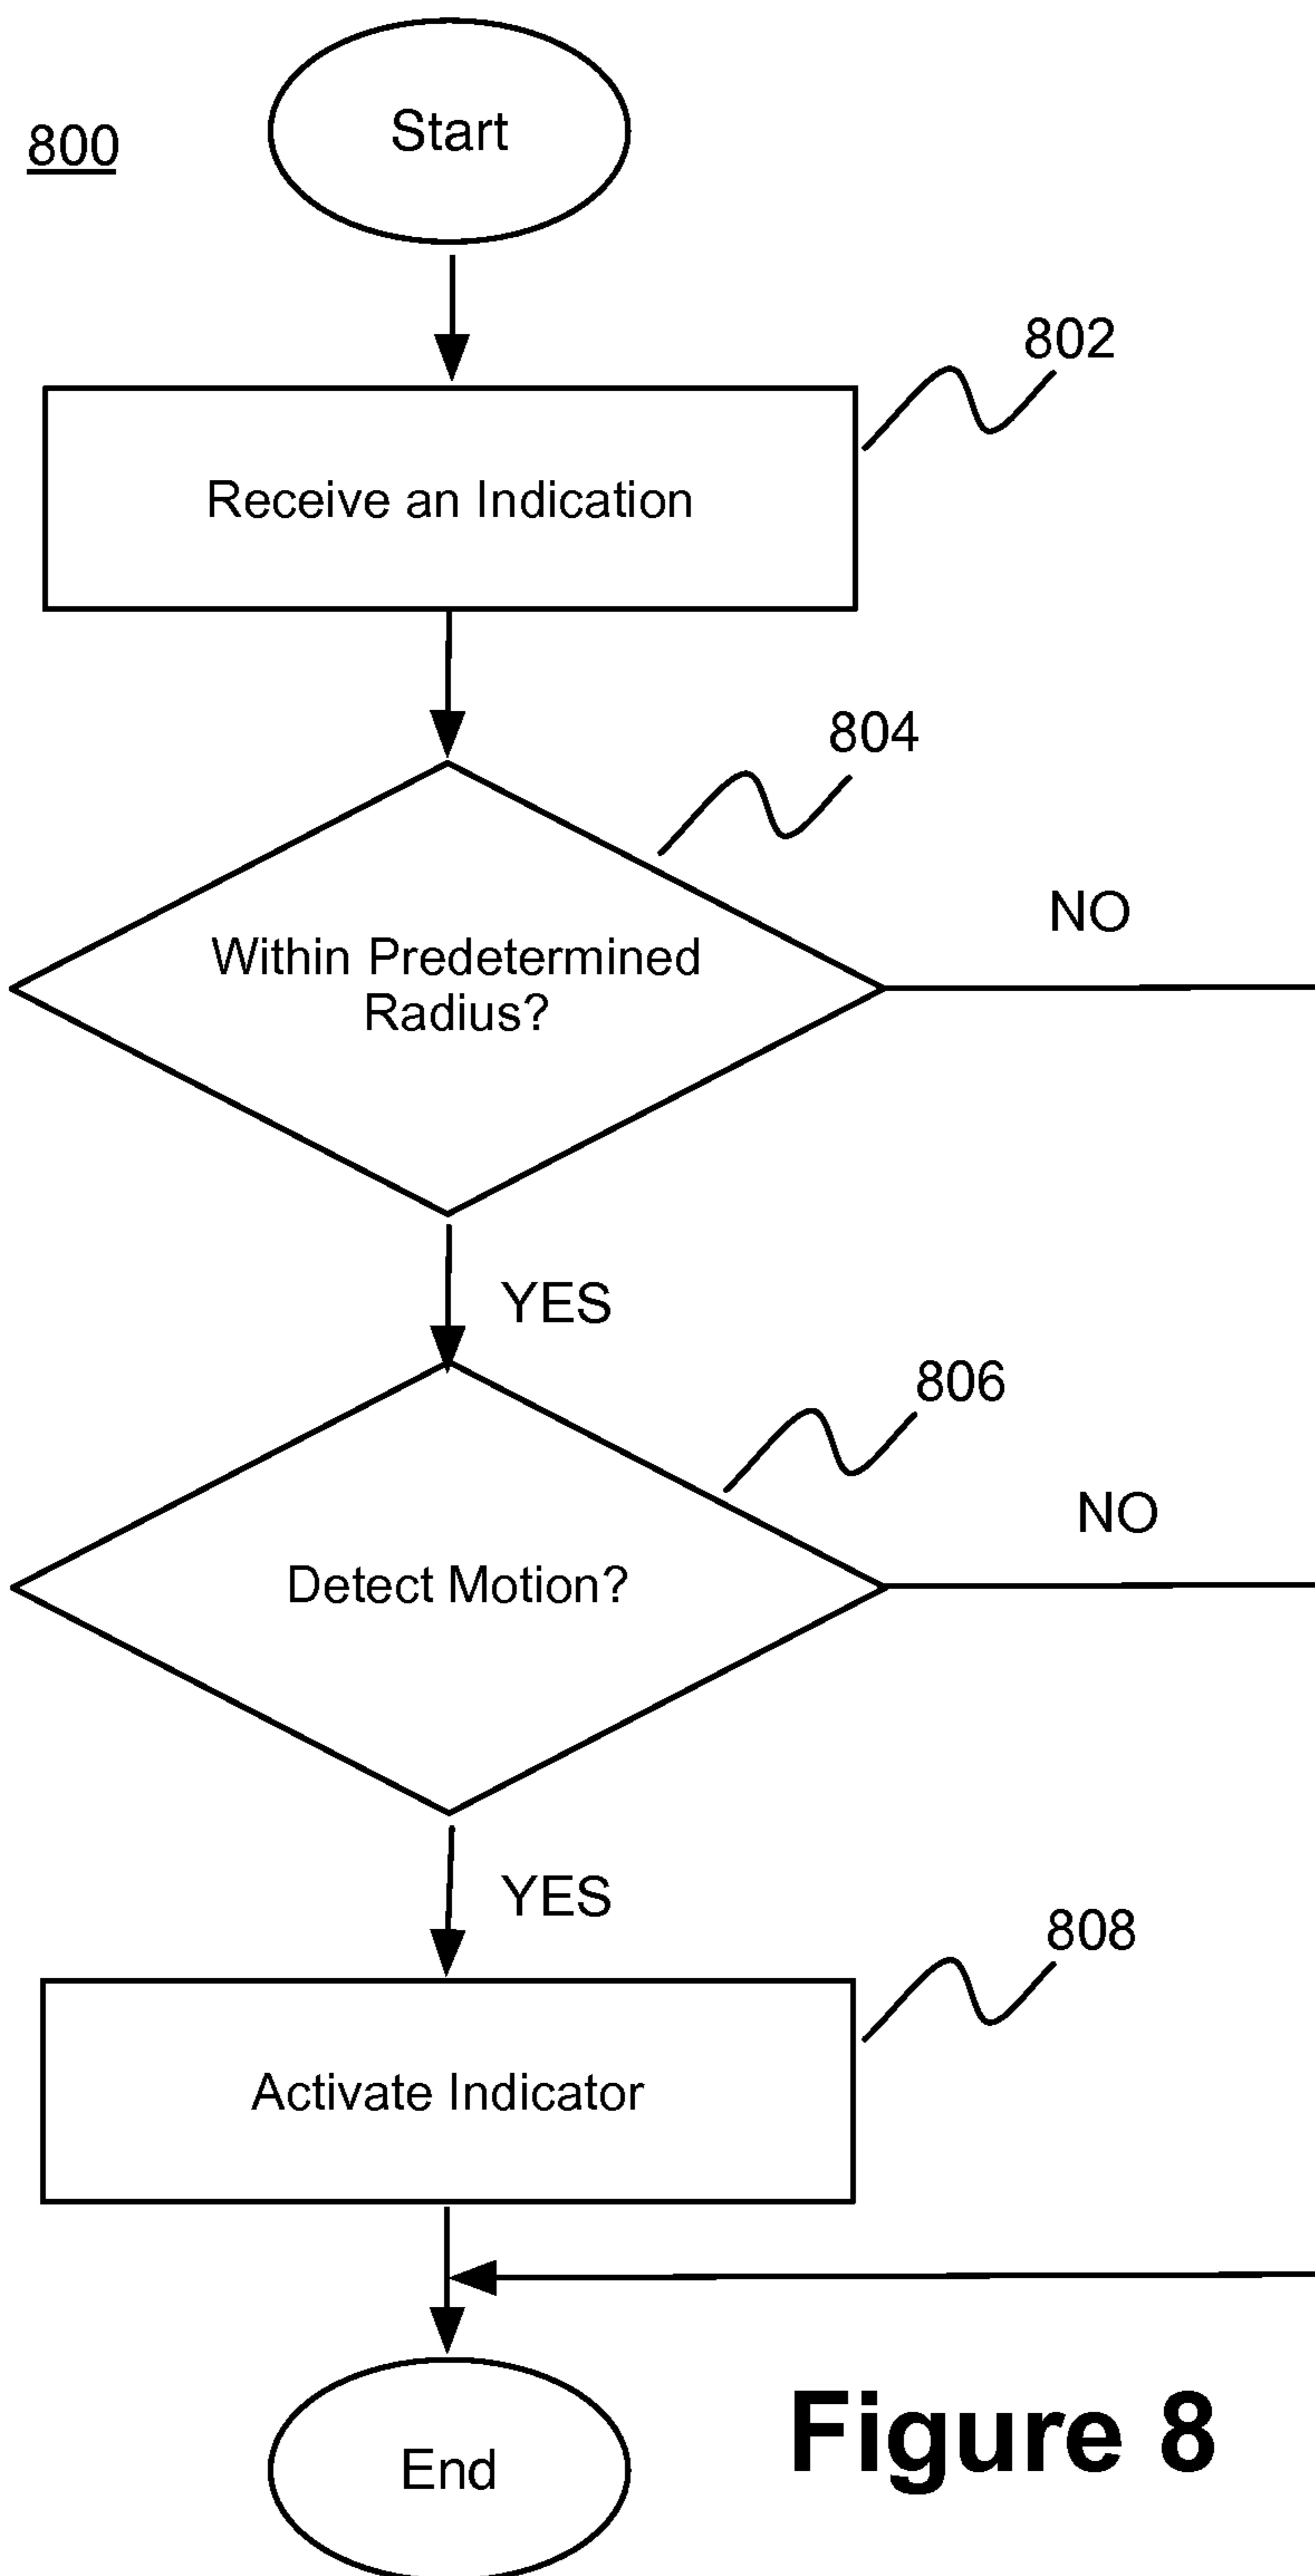 800
Start
802
Receive an Indication
804
NO
Within Predetermined
Radius?
YES
806
NO
Detect Motion?
YES
808
Activate Indicator
End
Figure 8